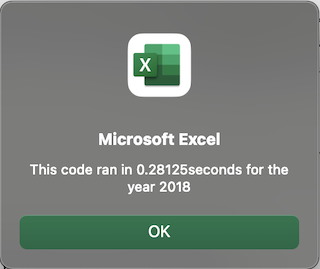 X
Microsoft Excel
This code ran in 0.28125seconds for the
year 2018
OK